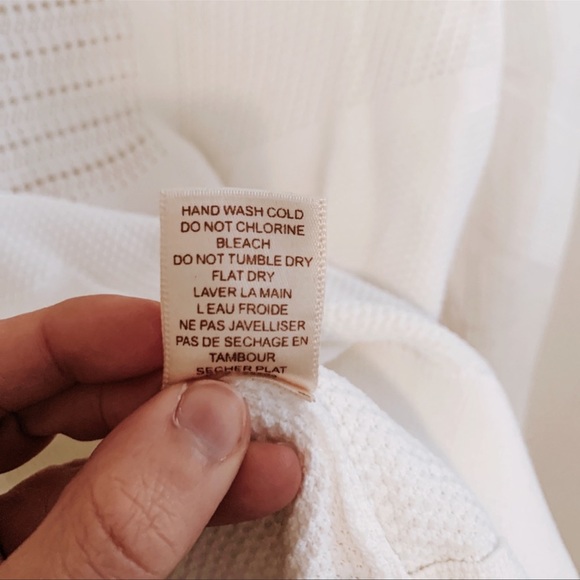 HAND WASH COLD
DO NOT CHLORINE
BLEACH
DO NOT TUMBLE DRY
FLAT DRY
LAVER LA MAIN
L EAU FROIDE
NE PAS JAVELLISER
PAS DE SECHAGE EN
TAMBOUR
SECHER PLAT